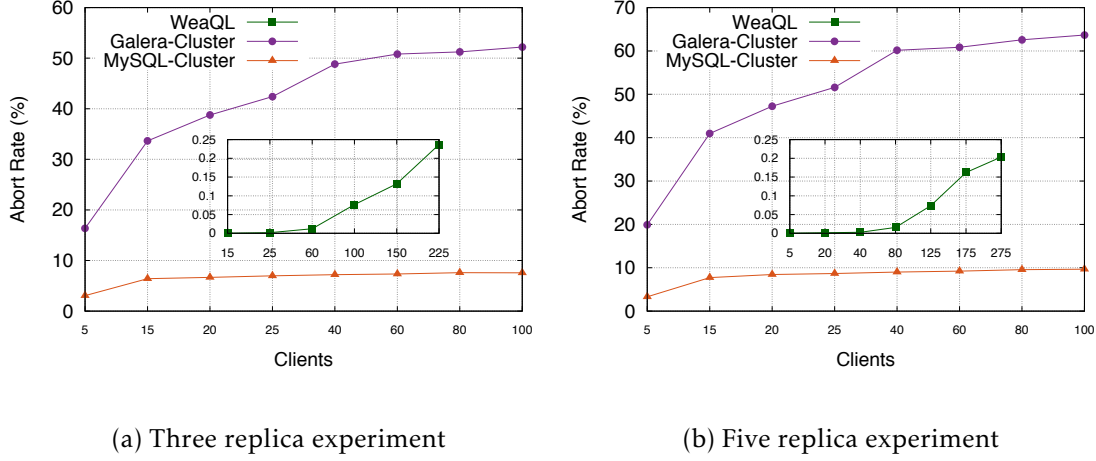 60
50
40
30
20
10
0
Abort Rate (%)
WeaQL
Galera-Cluster
MySQL-Cluster
0.25
0.2
0.15
0.1
0.05
0
15 25 60 100 150 225
5 15 20 25 40 60 80 100
Clients
(a) Three replica experiment
70
60
50
40
30
20
10
0
Abort Rate (%)
WeaQL
Galera-Cluster
MySQL-Cluster
0.25
0.2
0.15
0.1
0.05
0
5 20 40 80 125 175 275
5 15 20 25 40 60 80 100
Clients
(b) Five replica experiment